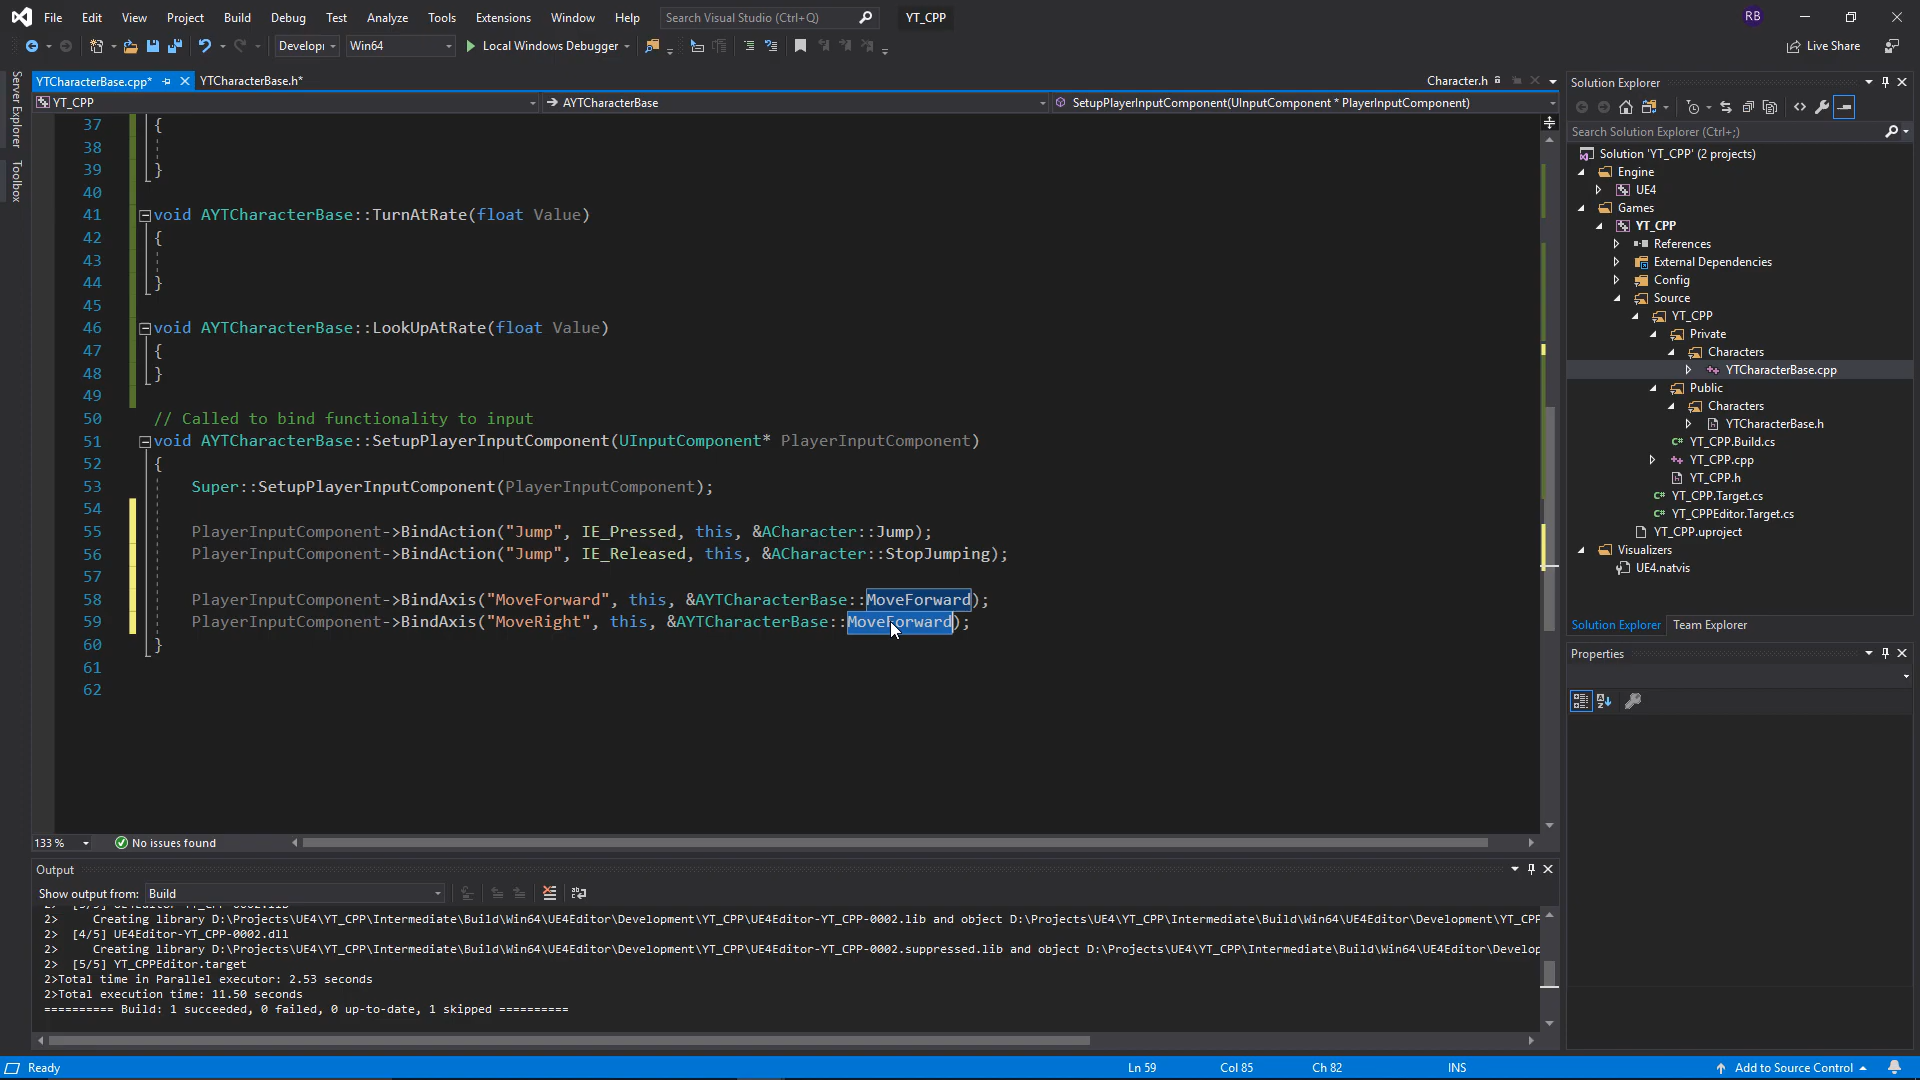 File Edit View Project Build Debug Test Analyze Tools Extensions Window Help Search Visual Studio (Ctrl+Q) YT_CPP RB
Develop Win64 Local Windows Debugger Live Share
YTCharacterBase.cpp* YTCharacterBase.h* Character.h
YT_CPP AYTCharacterBase SetupPlayerInputComponent(UInputComponent * PlayerInputComponent)
Server Explorer
Toolbox
37 {
38
39 }
40
41 void AYTCharacterBase::TurnAtRate(float Value)
42 {
43
44 }
45
46 void AYTCharacterBase::LookUpAtRate(float Value)
47 {
48 }
49
50 // Called to bind functionality to input
51 void AYTCharacterBase::SetupPlayerInputComponent(UInputComponent* PlayerInputComponent)
52 {
53 Super::SetupPlayerInputComponent(PlayerInputComponent);
54
55 PlayerInputComponent->BindAction("Jump", IE_Pressed, this, &ACharacter::Jump);
56 PlayerInputComponent->BindAction("Jump", IE_Released, this, &ACharacter::StopJumping);
57
58 PlayerInputComponent->BindAxis("MoveForward", this, &AYTCharacterBase::MoveForward);
59 PlayerInputComponent->BindAxis("MoveRight", this, &AYTCharacterBase::MoveForward);
60 }
61
62
133 % No issues found
Output
Show output from: Build
2> Creating library D:\Projects\UE4\YT_CPP\Intermediate\Build\Win64\UE4Editor\Development\YT_CPP\UE4Editor-YT_CPP-0002.lib and object D:\Projects\UE4\YT_CPP\Intermediate\Build\Win64\UE4Editor\Development\YT_CPP
2> [4/5] UE4Editor-YT_CPP-0002.dll
2> Creating library D:\Projects\UE4\YT_CPP\Intermediate\Build\Win64\UE4Editor\Development\YT_CPP\UE4Editor-YT_CPP-0002.suppressed.lib and object D:\Projects\UE4\YT_CPP\Intermediate\Build\Win64\UE4Editor\Develop
2> [5/5] YT_CPPEditor.target
2>Total time in Parallel executor: 2.53 seconds
2>Total execution time: 11.50 seconds
========== Build: 1 succeeded, 0 failed, 0 up-to-date, 1 skipped ==========
Solution Explorer
Search Solution Explorer (Ctrl+;)
Solution 'YT_CPP' (2 projects)
Engine
UE4
Games
YT_CPP
References
External Dependencies
Config
Source
YT_CPP
Private
Characters
YTCharacterBase.cpp
Public
Characters
YTCharacterBase.h
YT_CPP.Build.cs
YT_CPP.cpp
YT_CPP.h
YT_CPP.Target.cs
YT_CPPEditor.Target.cs
YT_CPP.uproject
Visualizers
UE4.natvis
Solution Explorer Team Explorer
Properties
Ready Ln 59 Col 85 Ch 82 INS Add to Source Control